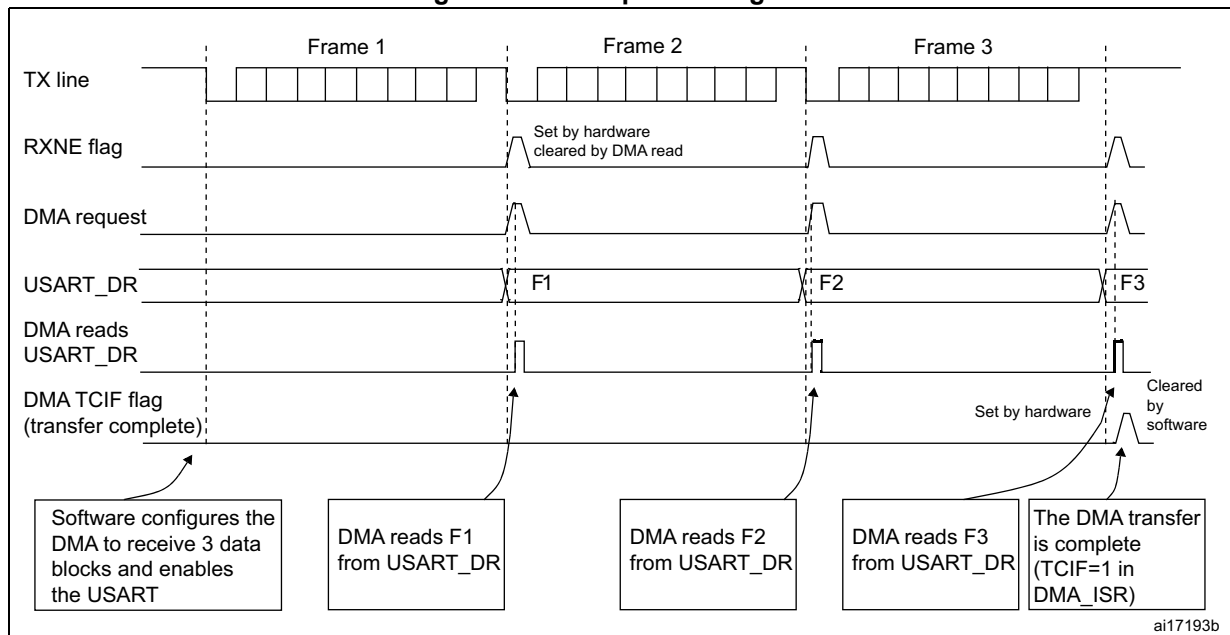 Frame 1
Frame 2
Frame 3
TX line
RXNE flag
Set by hardware
cleared by DMA read
DMA request
USART_DR
F1
F2
F3
DMA reads
USART_DR
DMA TCIF flag
(transfer complete)
Set by hardware
Cleared
by
software
Software configures the
DMA to receive 3 data
blocks and enables
the USART
DMA reads F1
from USART_DR
DMA reads F2
from USART_DR
DMA reads F3
from USART_DR
The DMA transfer
is complete
(TCIF=1 in
DMA_ISR)
ai17193b